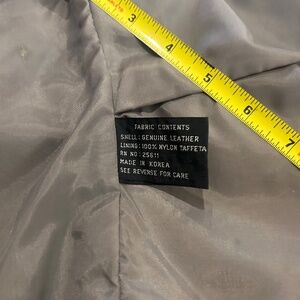 3
4
5
6
7
FABRIC CONTENTS
SHELL: GENUINE LEATHER
LINING: 100% NYLON TAFFETA
RN NO: 25611
MADE IN KOREA
SEE REVERSE FOR CARE